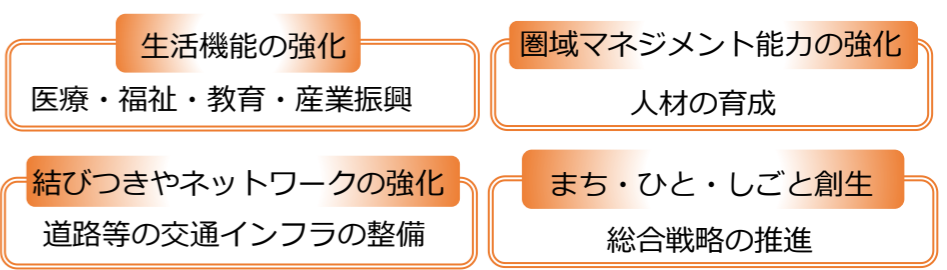 生活機能の強化
医療・福祉・教育・産業振興
圏域マネジメント能力の強化
人材の育成
結びつきやネットワークの強化
道路等の交通インフラの整備
まち・ひと・しごと創生
総合戦略の推進